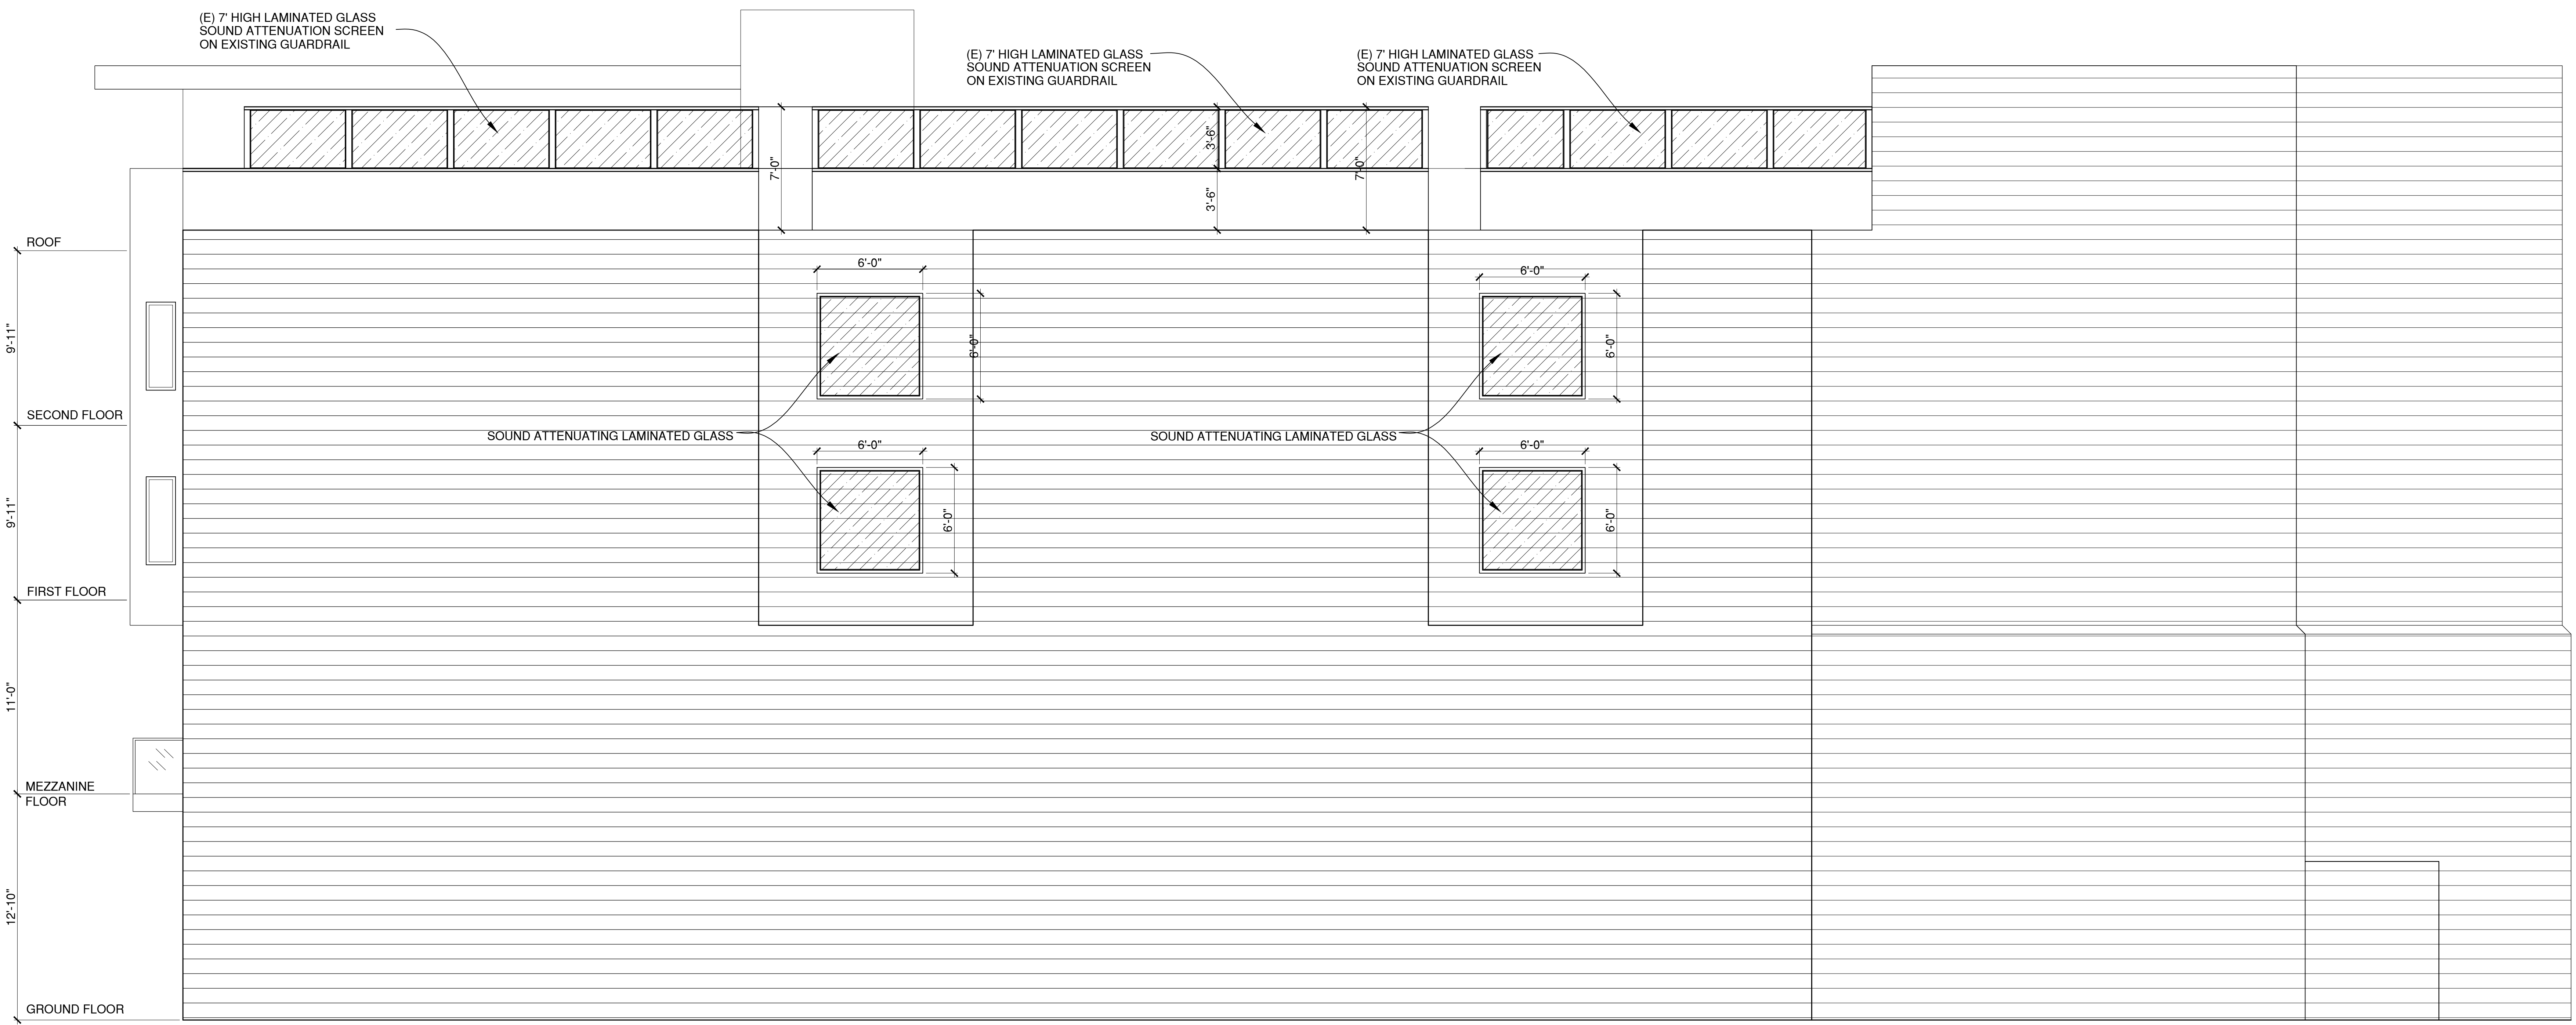 (E) 7' HIGH LAMINATED GLASS
SOUND ATTENUATION SCREEN
ON EXISTING GUARDRAIL
(E) 7' HIGH LAMINATED GLASS
SOUND ATTENUATION SCREEN
ON EXISTING GUARDRAIL
(E) 7' HIGH LAMINATED GLASS
SOUND ATTENUATION SCREEN
ON EXISTING GUARDRAIL
7'-0"
3'-6"
3'-6"
7'-0"
ROOF
9'-11"
SECOND FLOOR
9'-11"
FIRST FLOOR
11'-0"
MEZZANINE
FLOOR
12'-10"
GROUND FLOOR
6'-0"
6'-0"
SOUND ATTENUATING LAMINATED GLASS
6'-0"
6'-0"
6'-0"
6'-0"
SOUND ATTENUATING LAMINATED GLASS
6'-0"
6'-0"